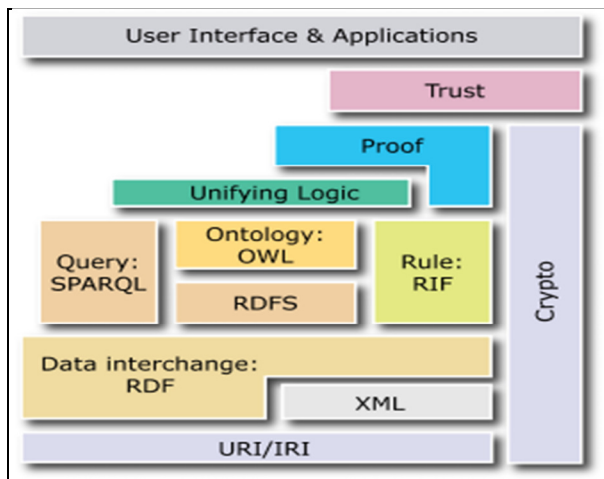 User Interface & Applications
Trust
Proof
Unifying Logic
Query:
SPARQL
Ontology:
OWL
RDFS
Rule:
RIF
Crypto
Data interchange:
RDF
XML
URI/IRI